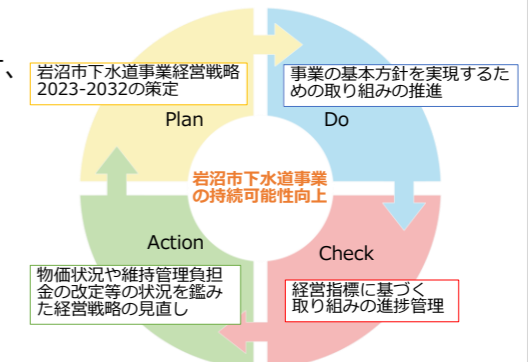 、
岩沼市下水道事業経営戦略
2023-2032の策定
Plan
事業の基本方針を実現するた
めの取り組みの推進
Do
岩沼市下水道事業
の持続可能性向上
Action
物価状況や維持管理負担
金の改定等の状況を鑑み
た経営戦略の見直し
Check
経営指標に基づく
取り組みの進捗管理